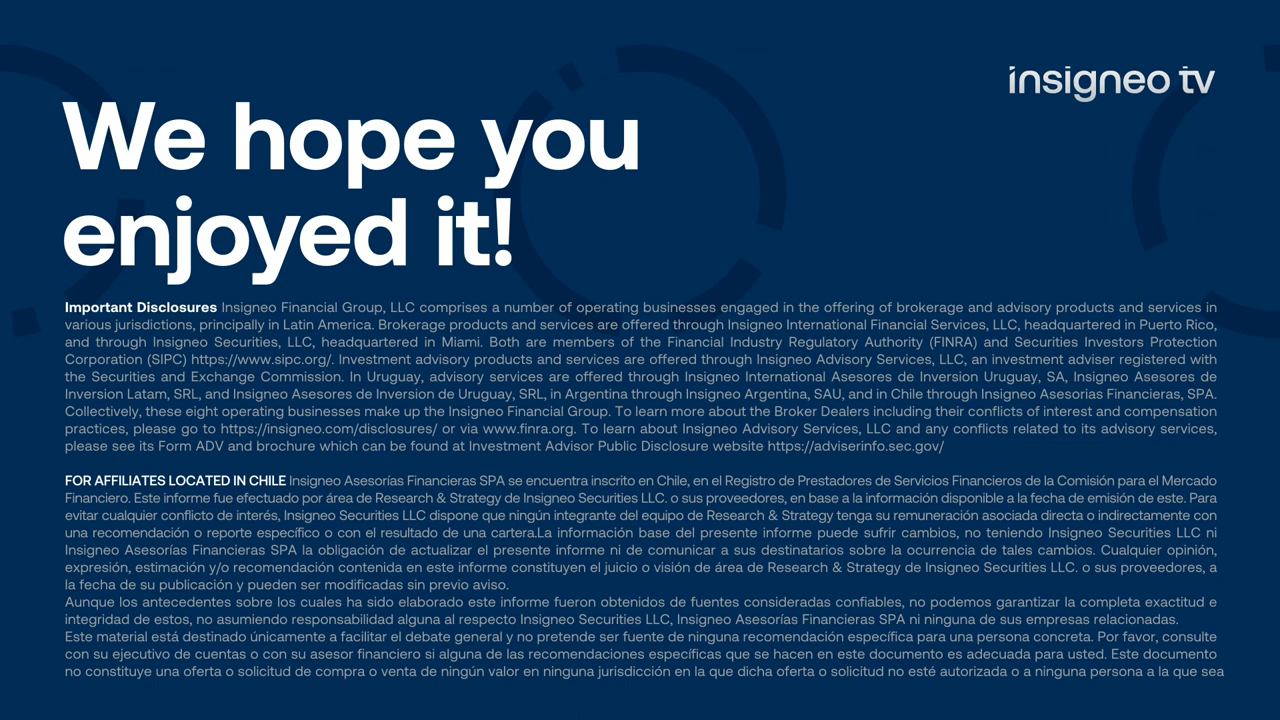 insigneo tv
We hope you
enjoyed it!
Important Disclosures Insigneo Financial Group, LLC comprises a number of operating businesses engaged in the offering of brokerage and advisory products and services in
various jurisdictions, principally in Latin America. Brokerage products and services are offered through Insigneo International Financial Services, LLC, headquartered in Puerto Rico,
and through Insigneo Securities, LLC, headquartered in Miami. Both are members of the Financial Industry Regulatory Authority (FINRA) and Securities Investors Protection
Corporation (SIPC) https://www.sipc.org/. Investment advisory products and services are offered through Insigneo Advisory Services, LLC, an investment adviser registered with
the Securities and Exchange Commission. In Uruguay, advisory services are offered through Insigneo International Asesores de Inversion Uruguay, SA, Insigneo Asesores de
Inversion Latam, SRL, and Insigneo Asesores de Inversion de Uruguay, SRL, in Argentina through Insigneo Argentina, SAU, and in Chile through Insigneo Asesorias Financieras, SPA.
Collectively, these eight operating businesses make up the Insigneo Financial Group. To learn more about the Broker Dealers including their conflicts of interest and compensation
practices, please go to https://insigneo.com/disclosures/ or via www.finra.org. To learn about Insigneo Advisory Services, LLC and any conflicts related to its advisory services,
please see its Form ADV and brochure which can be found at Investment Advisor Public Disclosure website https://adviserinfo.sec.gov/
FOR AFFILIATES LOCATED IN CHILE Insigneo Asesorías Financieras SPA se encuentra inscrito en Chile, en el Registro de Prestadores de Servicios Financieros de la Comisión para el Mercado
Financiero. Este informe fue efectuado por área de Research & Strategy de Insigneo Securities LLC. o sus proveedores, en base a la información disponible a la fecha de emisión de este. Para
evitar cualquier conflicto de interés, Insigneo Securities LLC dispone que ningún integrante del equipo de Research & Strategy tenga su remuneración asociada directa o indirectamente con
una recomendación o reporte específico o con el resultado de una cartera.La información base del presente informe puede sufrir cambios, no teniendo Insigneo Securities LLC ni
Insigneo Asesorías Financieras SPA la obligación de actualizar el presente informe ni de comunicar a sus destinatarios sobre la ocurrencia de tales cambios. Cualquier opinión,
expresión, estimación y/o recomendación contenida en este informe constituyen el juicio o visión de área de Research & Strategy de Insigneo Securities LLC. o sus proveedores, a
la fecha de su publicación y pueden ser modificadas sin previo aviso.
Aunque los antecedentes sobre los cuales ha sido elaborado este informe fueron obtenidos de fuentes consideradas confiables, no podemos garantizar la completa exactitud e
integridad de estos, no asumiendo responsabilidad alguna al respecto Insigneo Securities LLC, Insigneo Asesorías Financieras SPA ni ninguna de sus empresas relacionadas.
Este material está destinado únicamente a facilitar el debate general y no pretende ser fuente de ninguna recomendación específica para una persona concreta. Por favor, consulte
con su ejecutivo de cuentas o con su asesor financiero si alguna de las recomendaciones específicas que se hacen en este documento es adecuada para usted. Este documento
no constituye una oferta o solicitud de compra o venta de ningún valor en ninguna jurisdicción en la que dicha oferta o solicitud no esté autorizada o a ninguna persona a la que sea